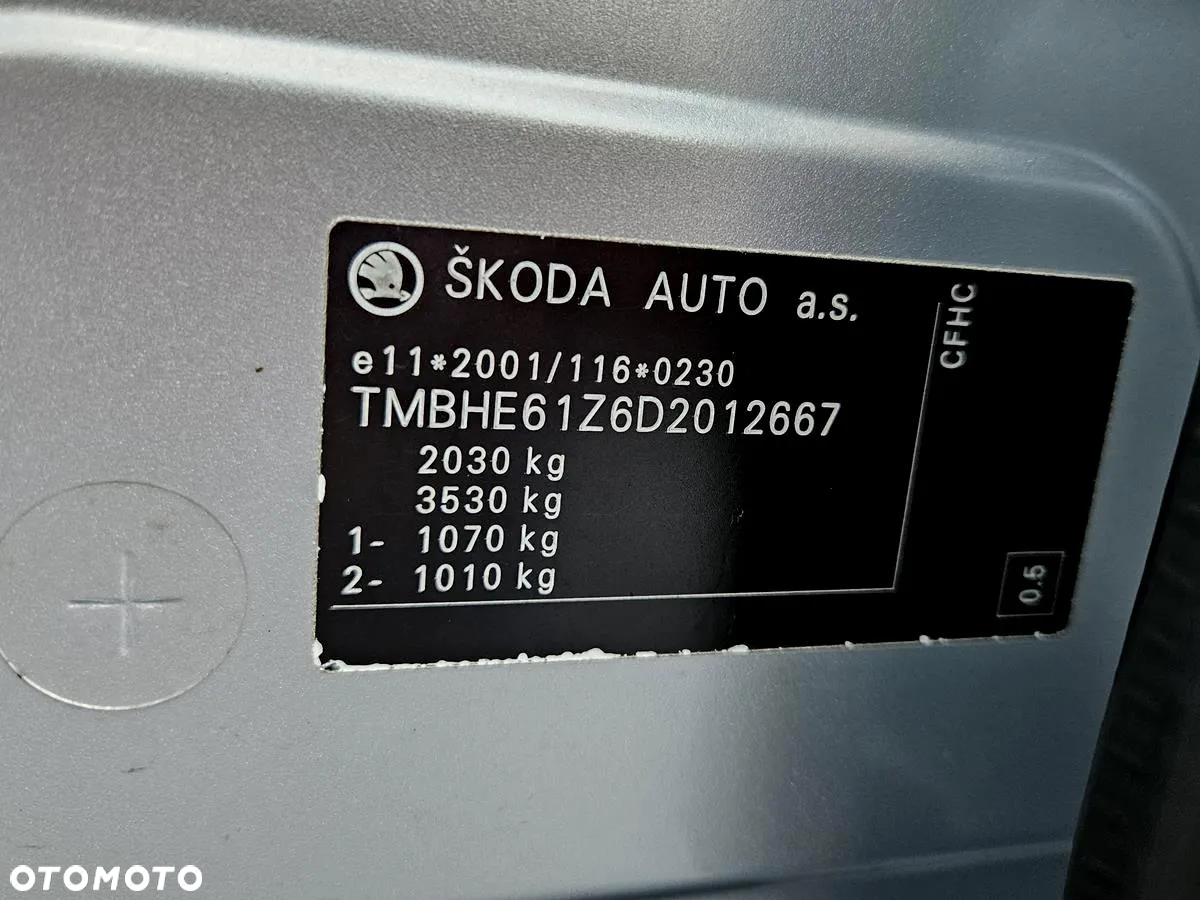 ŠKODA AUTO a.s.
e11*2001/116*0230
TMBHE61Z6D2012667
2030 kg
3530 kg
1- 1070 kg
2- 1010 kg
CFHC
0.5
OTOMOTO